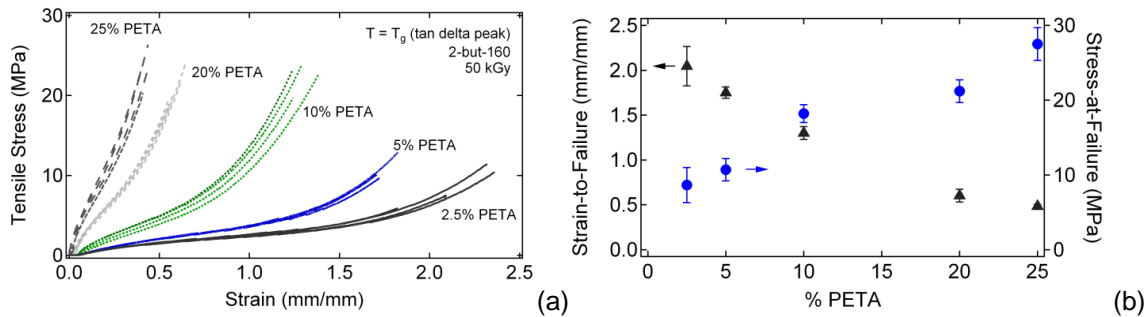 30
20
10
0
Tensile Stress (MPa)
25% PETA
20% PETA
10% PETA
5% PETA
2.5% PETA
T = Tg (tan delta peak)
2-but-160
50 kGy
0.0 0.5 1.0 1.5 2.0 2.5
Strain (mm/mm)
(a)
2.5
2.0
1.5
1.0
0.5
0.0
Strain-to-Failure (mm/mm)
30
20
10
0
Stress-at-Failure (MPa)
0 5 10 15 20 25
% PETA
(b)